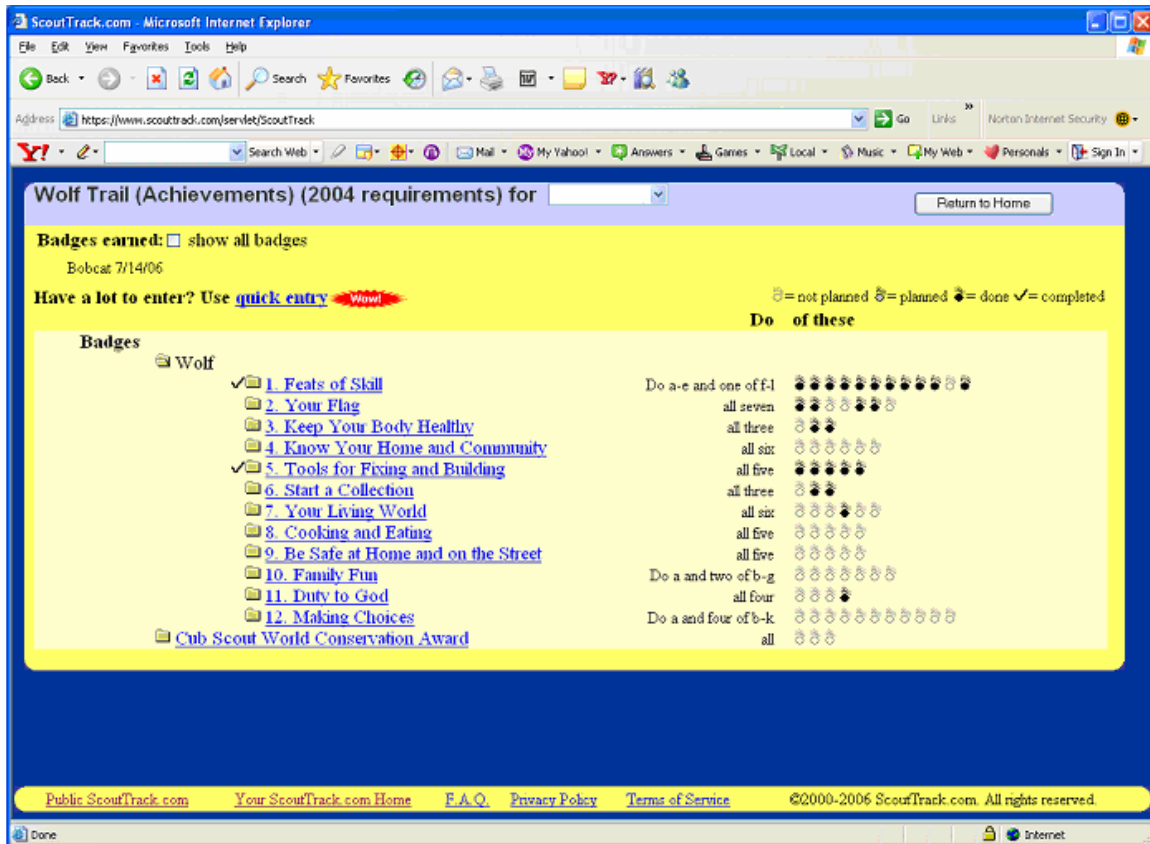 ScoutTrack.com - Microsoft Internet Explorer
File Edit View Favorites Tools Help
Back Search Favorites
Address https://www.scouttrack.com/servlet/ScoutTrack Go Links » Norton Internet Security
Y! Search Web Mail My Yahoo! Answers Games Local Music My Web Personals Sign In
Wolf Trail (Achievements) (2004 requirements) for Return to Home
Badges earned: show all badges
Bobcat 7/14/06
Have a lot to enter? Use quick entry Wow! = not planned = planned = done ✓= completed
Do of these
Badges
Wolf
✓ 1. Feats of Skill Do a-e and one of f-l
2. Your Flag all seven
3. Keep Your Body Healthy all three
4. Know Your Home and Community all six
✓ 5. Tools for Fixing and Building all five
6. Start a Collection all three
7. Your Living World all six
8. Cooking and Eating all five
9. Be Safe at Home and on the Street all five
10. Family Fun Do a and two of b-g
11. Duty to God all four
12. Making Choices Do a and four of b-k
Cub Scout World Conservation Award all
Public ScoutTrack.com Your ScoutTrack.com Home F.A.Q. Privacy Policy Terms of Service ©2000-2006 ScoutTrack.com. All rights reserved.
Done Internet